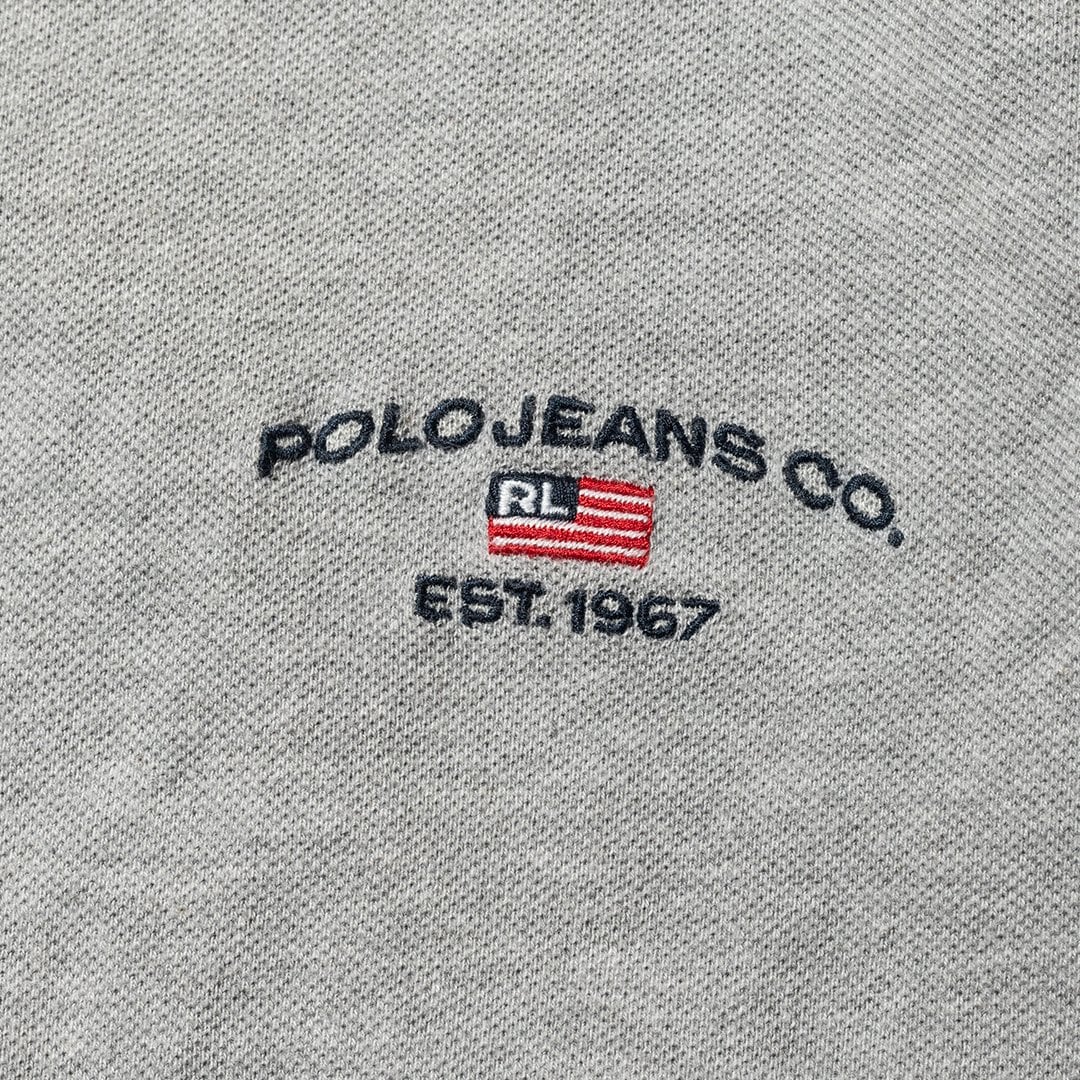 POLO JEANS CO.
RL
EST. 1967